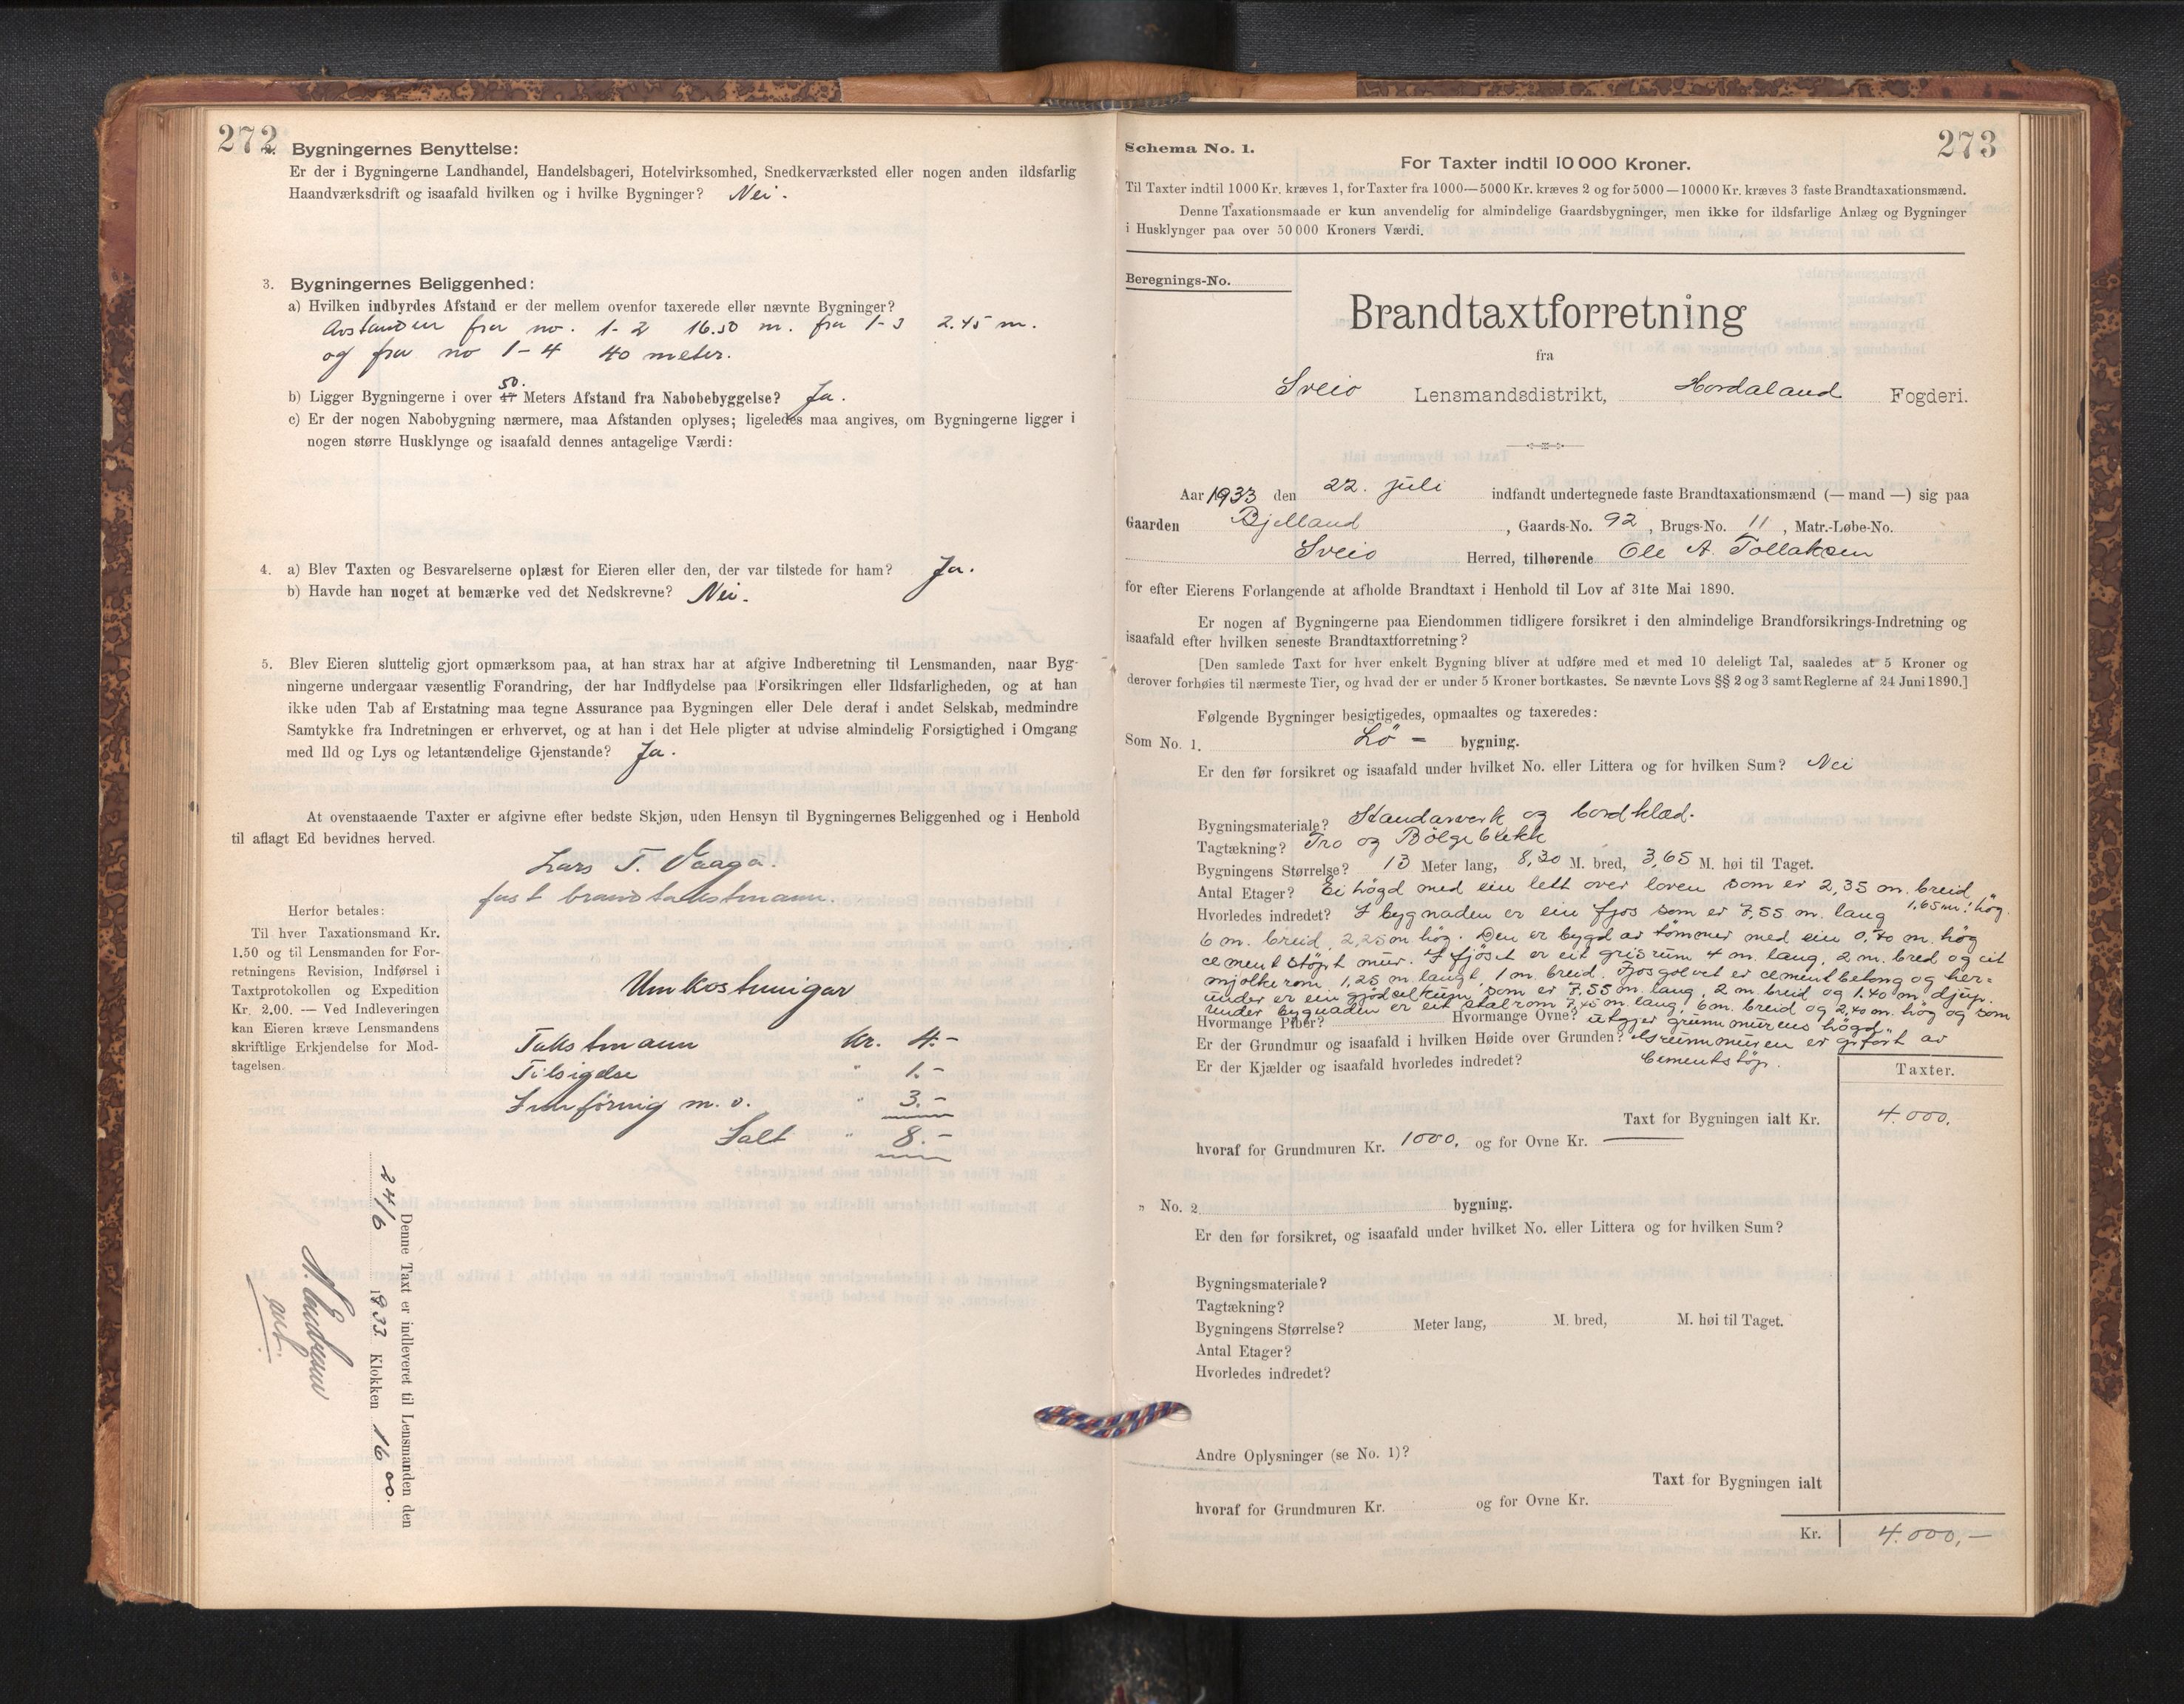 272
2. Bygningernes Benyttelse:
Er der i Bygningerne Landhandel, Handelsbageri, Hotelvirksomhed, Snedkerværksted eller nogen anden ildsfarlig
Haandværksdrift og isaafald hvilken og i hvilke Bygninger? Nei.
3. Bygningernes Beliggenhed:
a) Hvilken indbyrdes Afstand er der mellem ovenfor taxerede eller nævnte Bygninger?
Avstanden fra no. 1-2 16.50 m. fra 1-3 2.45 m.
og fra no 1-4 40 meter.
50.
b) Ligger Bygningerne i over Meters Afstand fra Nabobebyggelse? Ja.
c) Er der nogen Nabobygning nærmere, maa Afstanden oplyses; ligeledes maa angives, om Bygningerne ligger i
nogen større Husklynge og isaafald dennes antagelige Værdi:
4. a) Blev Taxten og Besvarelserne oplæst for Eieren eller den, der var tilstede for ham? Ja.
b) Havde han noget at bemærke ved det Nedskrevne? Nei.
5. Blev Eieren sluttelig gjort opmærksom paa, at han strax har at afgive Indberetning til Lensmanden, naar Byg-
ningerne undergaar væsentlig Forandring, der har Indflydelse paa Forsikringen eller Ildsfarligheden, og at han
ikke uden Tab af Erstatning maa tegne Assurance paa Bygningen eller Dele deraf i andet Selskab, medmindre
Samtykke fra Indretningen er erhvervet, og at han i det Hele pligter at udvise almindelig Forsigtighed i Omgang
med Ild og Lys og letantændelige Gjenstande? Ja.
At ovenstaaende Taxter er afgivne efter bedste Skjøn, uden Hensyn til Bygningernes Beliggenhed og i Henhold
til aflagt Ed bevidnes herved.
Lars T. Vaaga.
fast brandtakstmann.
Herfor betales:
Til hver Taxationsmand Kr.
1.50 og til Lensmanden for For-
retningens Revision, Indførsel i
Taxtprotokollen og Expedition
Kr. 2.00. — Ved Indleveringen
kan Eieren kræve Lensmandens
skriftlige Erkjendelse for Mod-
tagelsen.
Umkostningar
Takstmann Kr. 4.-
Tilsigelse " 1.-
Innföring m. v. " 3.-
Ialt " 8.-
Denne Taxt er indleveret til Lensmanden den
24/6 1933. Klokken 16 00.
273
Schema No. 1.
For Taxter indtil 10 000 Kroner.
Til Taxter indtil 1000 Kr. kræves 1, for Taxter fra 1000—5000 Kr. kræves 2 og for 5000—10000 Kr. kræves 3 faste Brandtaxationsmænd.
Denne Taxationsmaade er kun anvendelig for almindelige Gaardsbygninger, men ikke for ildsfarlige Anlæg og Bygninger
i Husklynger paa over 50 000 Kroners Værdi.
Beregnings-No.
Brandtaxtforretning
fra
Sveio Lensmandsdistrikt, Hordaland Fogderi.
Aar 1933 den 22. juli indfandt undertegnede faste Brandtaxationsmænd (— mand —) sig paa
Gaarden Bjelland, Gaards-No. 92, Brugs-No. 11, Matr.-Løbe-No.
Sveio Herred, tilhørende Ole A. Tollaksen
for efter Eierens Forlangende at afholde Brandtaxt i Henhold til Lov af 31te Mai 1890.
Er nogen af Bygningerne paa Eiendommen tidligere forsikret i den almindelige Brandforsikrings-Indretning og
isaafald efter hvilken seneste Brandtaxtforretning?
[Den samlede Taxt for hver enkelt Bygning bliver at udføre med et med 10 deleligt Tal, saaledes at 5 Kroner og
derover forhøies til nærmeste Tier, og hvad der er under 5 Kroner bortkastes. Se nævnte Lovs §§ 2 og 3 samt Reglerne af 24 Juni 1890.]
Følgende Bygninger besigtigedes, opmaaltes og taxeredes:
Som No. 1. Lö - bygning.
Er den før forsikret og isaafald under hvilket No. eller Littera og for hvilken Sum? Nei
Bygningsmateriale? Standarverk og bordklæd.
Tagtækning? Tro og Bölgeblekk
Bygningens Størrelse? 13 Meter lang, 8,30 M. bred, 3,65 M. høi til Taget.
Antal Etager? Ei högd med ein lett over loven som er 2,35 m. breid
1,65 m. hög.
Hvorledes indredet? I bygnaden er ein fjos som er 7,55 m. lang
6 m. breid, 2,25 m hög. Den er bygd av tömmer med ein 0,40 m. hög
cementstöpt mur. I fjöset er eit grisrum 4 m. lang, 2 m. bred og eit
mjölkerom 1,25 m. langt, 1 m. breid. Fjosgolvet er cementbetong og her=
under er ein gjödselkum som er 7,55 m. lang, 2 m. breid og 1.40 m. djup.
Under bygnaden er eit stalrom 7,45 m. lang, 6 m. breid og 2,40 m. hög og som
Hvormange Piber? Hvormange Ovne? utgjer grunnmurens högd.
Er der Grundmur og isaafald i hvilken Høide over Grunden? Grunnmuren er gjort av
Er der Kjælder og isaafald hvorledes indredet? Cementstöp.
Taxter.
Taxt for Bygningen ialt Kr. 4.000,
hvoraf for Grundmuren Kr. 1000, og for Ovne Kr.
" No. 2 bygning.
Er den før forsikret, og isaafald under hvilket No. eller Littera og for hvilken Sum?
Bygningsmateriale?
Tagtækning?
Bygningens Størrelse? Meter lang, M. bred, M. høi til Taget.
Antal Etager?
Hvorledes indredet?
Andre Oplysninger (se No. 1)?
Taxt for Bygningen ialt
hvoraf for Grundmuren Kr. og for Ovne Kr.
Kr. 4.000,-